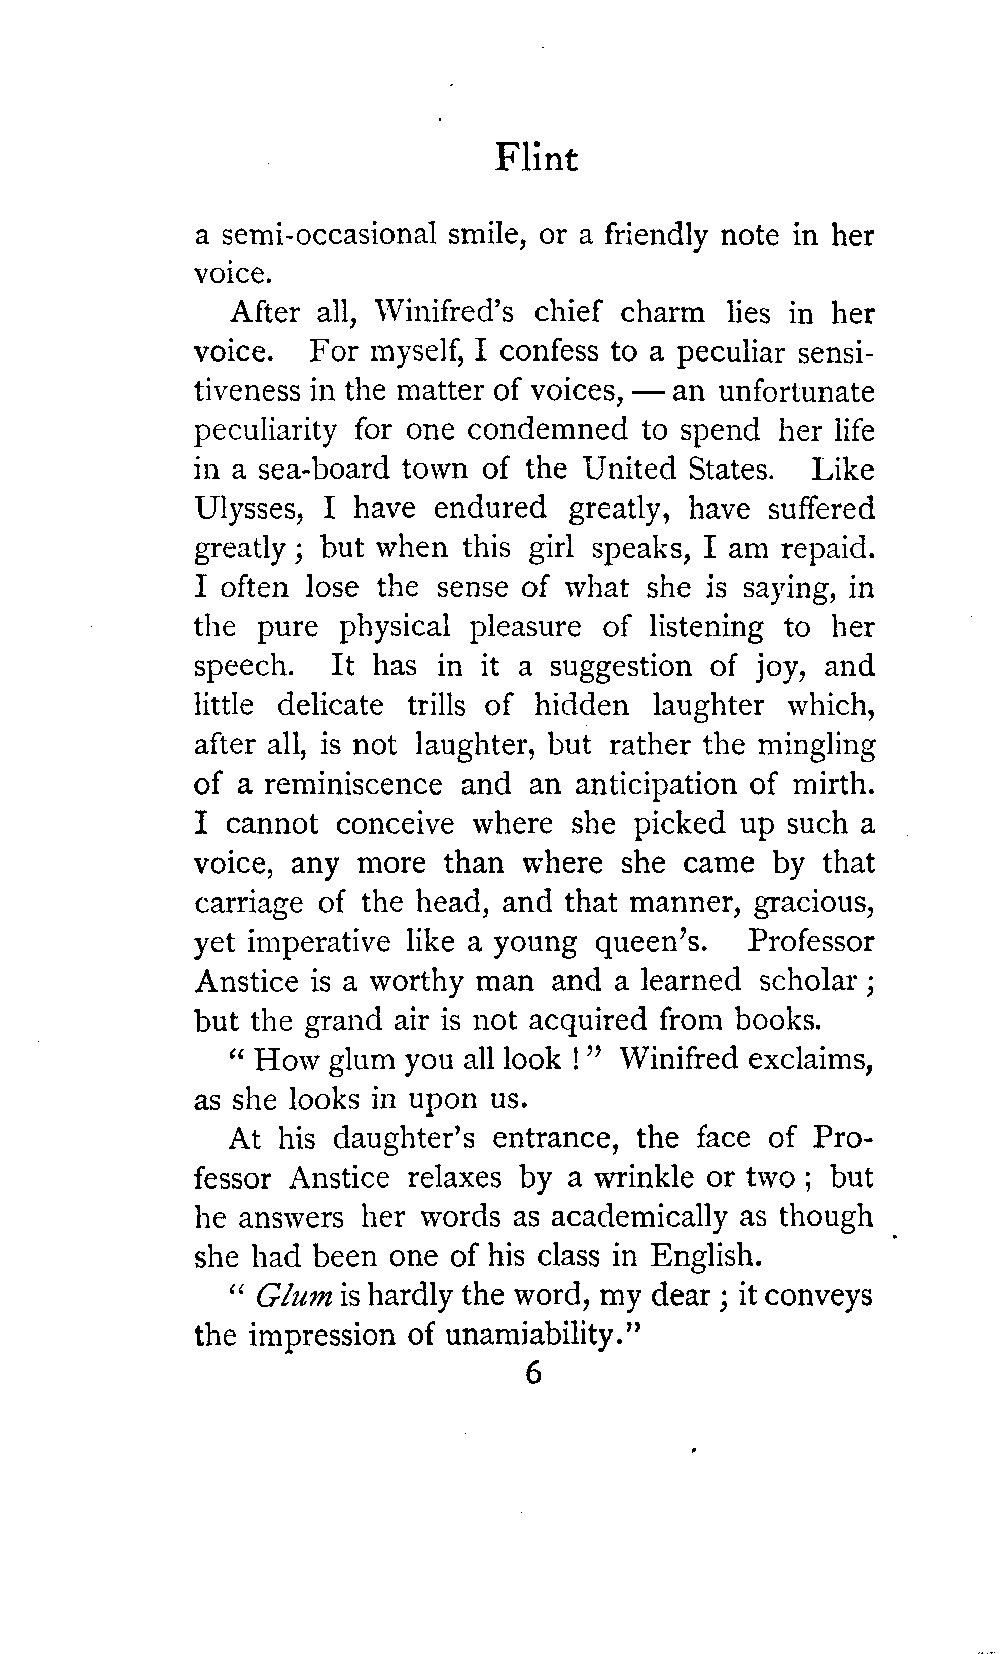 Flint
a semi-occasional smile, or a friendly note in her
voice.
After all, Winifred's chief charm lies in her
voice. For myself, I confess to a peculiar sensi-
tiveness in the matter of voices, — an unfortunate
peculiarity for one condemned to spend her life
in a sea-board town of the United States. Like
Ulysses, I have endured greatly, have suffered
greatly ; but when this girl speaks, I am repaid.
I often lose the sense of what she is saying, in
the pure physical pleasure of listening to her
speech. It has in it a suggestion of joy, and
little delicate trills of hidden laughter which,
after all, is not laughter, but rather the mingling
of a reminiscence and an anticipation of mirth.
I cannot conceive where she picked up such a
voice, any more than where she came by that
carriage of the head, and that manner, gracious,
yet imperative like a young queen's. Professor
Anstice is a worthy man and a learned scholar ;
but the grand air is not acquired from books.
" How glum you all look ! " Winifred exclaims,
as she looks in upon us.
At his daughter's entrance, the face of Pro-
fessor Anstice relaxes by a wrinkle or two ; but
he answers her words as academically as though
she had been one of his class in English.
" Glum is hardly the word, my dear ; it conveys
the impression of unamiability."
6